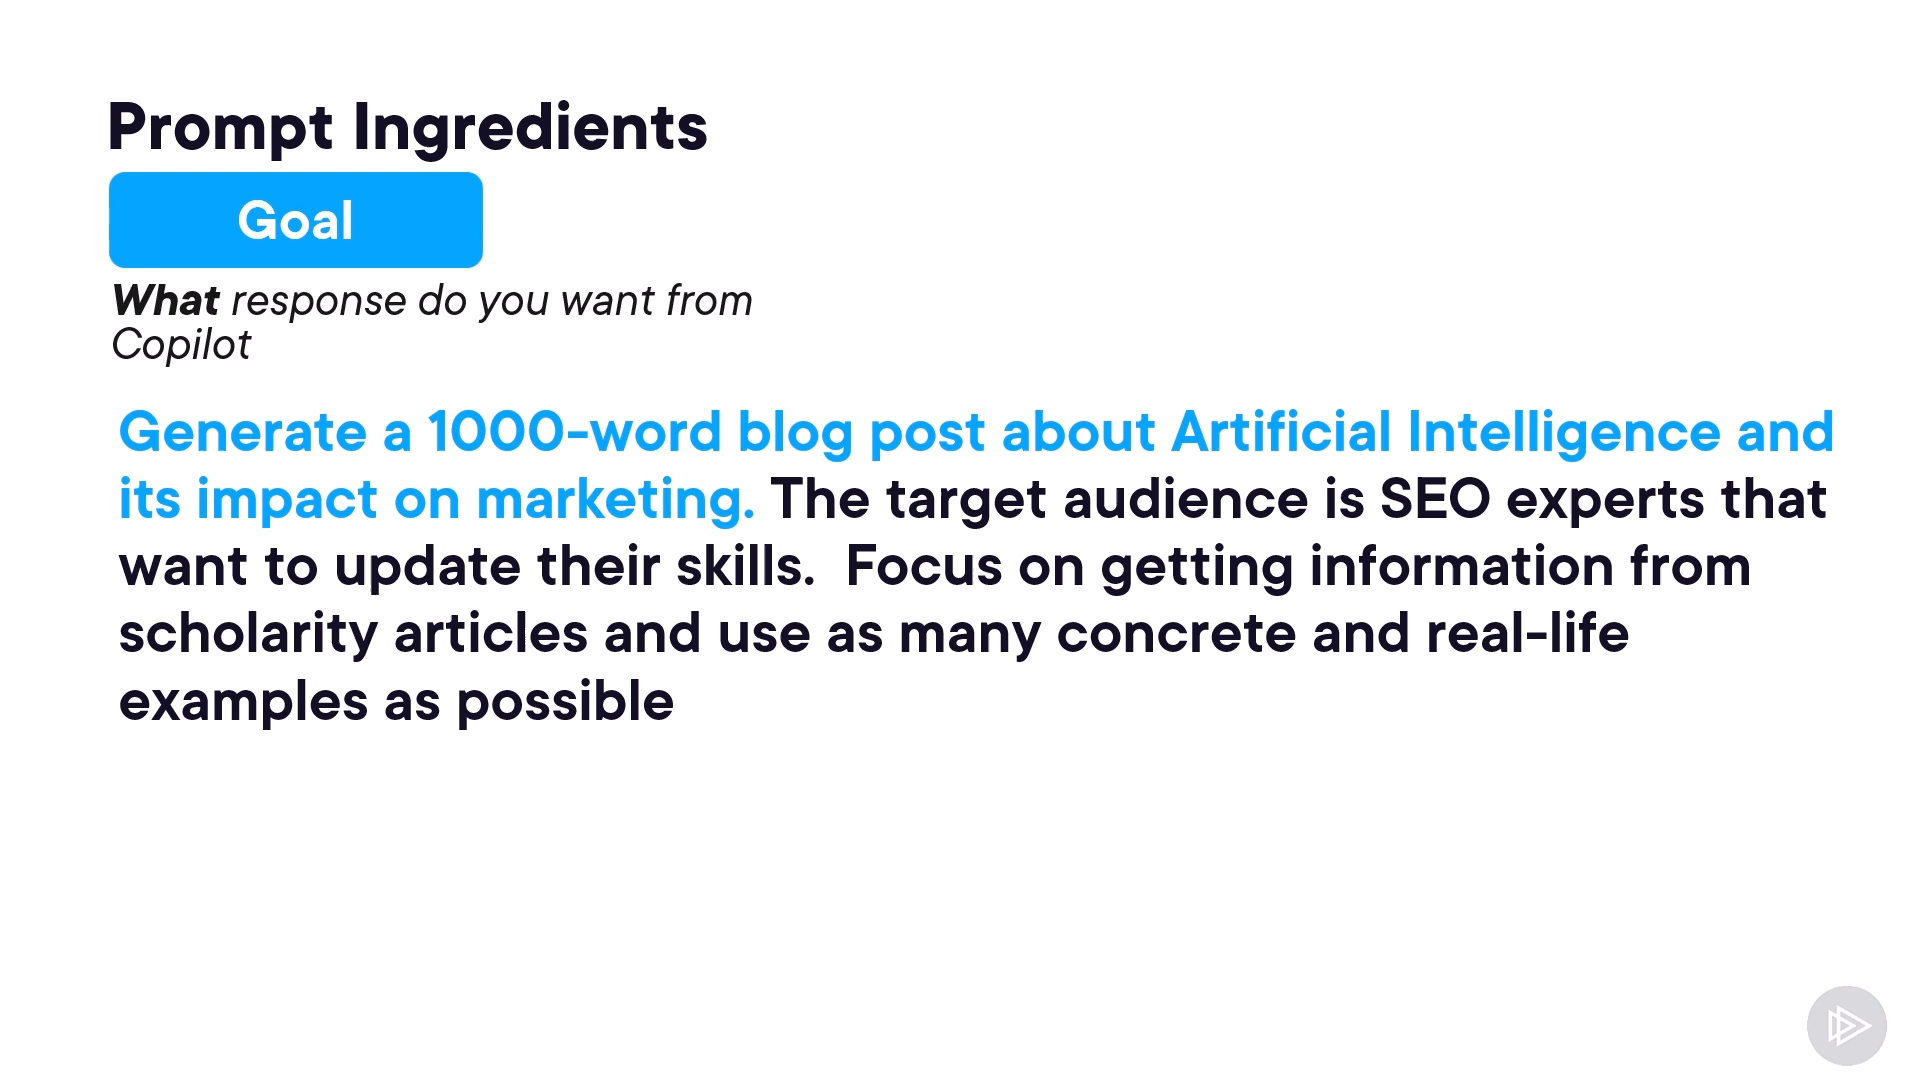 Prompt Ingredients
Goal
What response do you want from
Copilot
Generate a 1000-word blog post about Artificial Intelligence and
its impact on marketing. The target audience is SEO experts that
want to update their skills.  Focus on getting information from
scholarity articles and use as many concrete and real-life
examples as possible